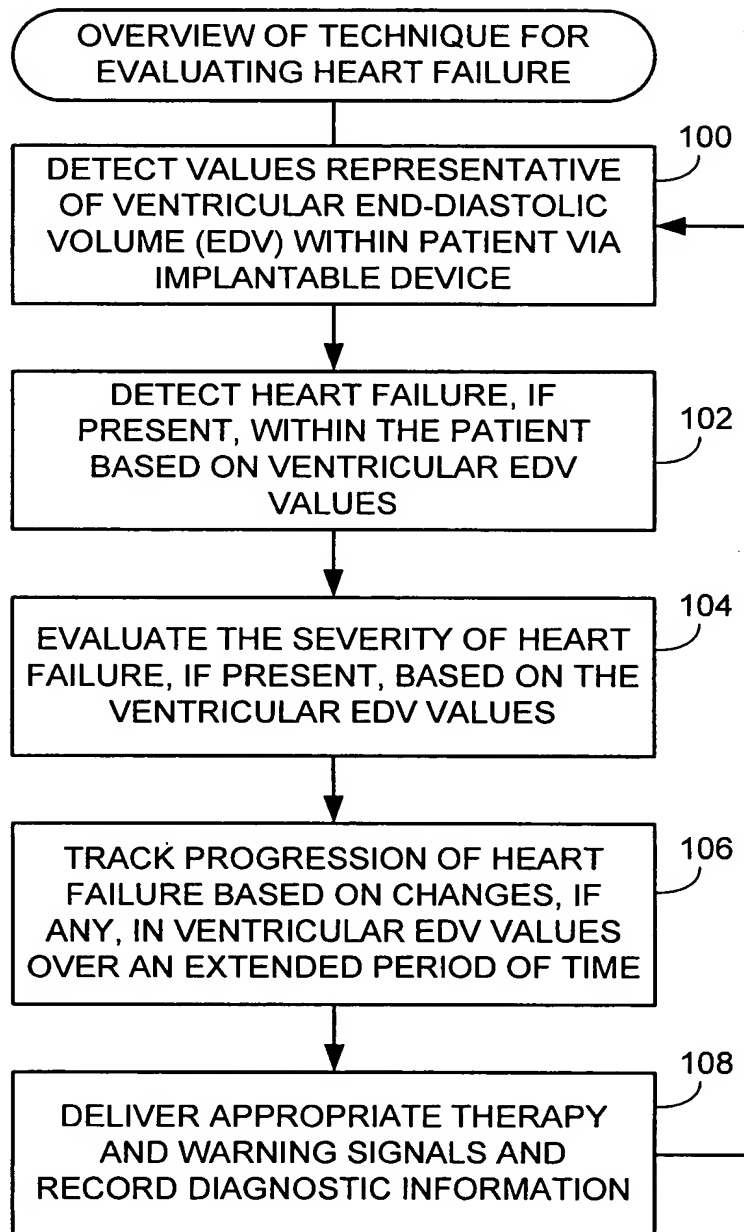 OVERVIEW OF TECHNIQUE FOR
EVALUATING HEART FAILURE
100
DETECT VALUES REPRESENTATIVE
OF VENTRICULAR END-DIASTOLIC
VOLUME (EDV) WITHIN PATIENT VIA
IMPLANTABLE DEVICE
102
DETECT HEART FAILURE, IF
PRESENT, WITHIN THE PATIENT
BASED ON VENTRICULAR EDV
VALUES
104
EVALUATE THE SEVERITY OF HEART
FAILURE, IF PRESENT, BASED ON THE
VENTRICULAR EDV VALUES
106
TRACK PROGRESSION OF HEART
FAILURE BASED ON CHANGES, IF
ANY, IN VENTRICULAR EDV VALUES
OVER AN EXTENDED PERIOD OF TIME
108
DELIVER APPROPRIATE THERAPY
AND WARNING SIGNALS AND
RECORD DIAGNOSTIC INFORMATION